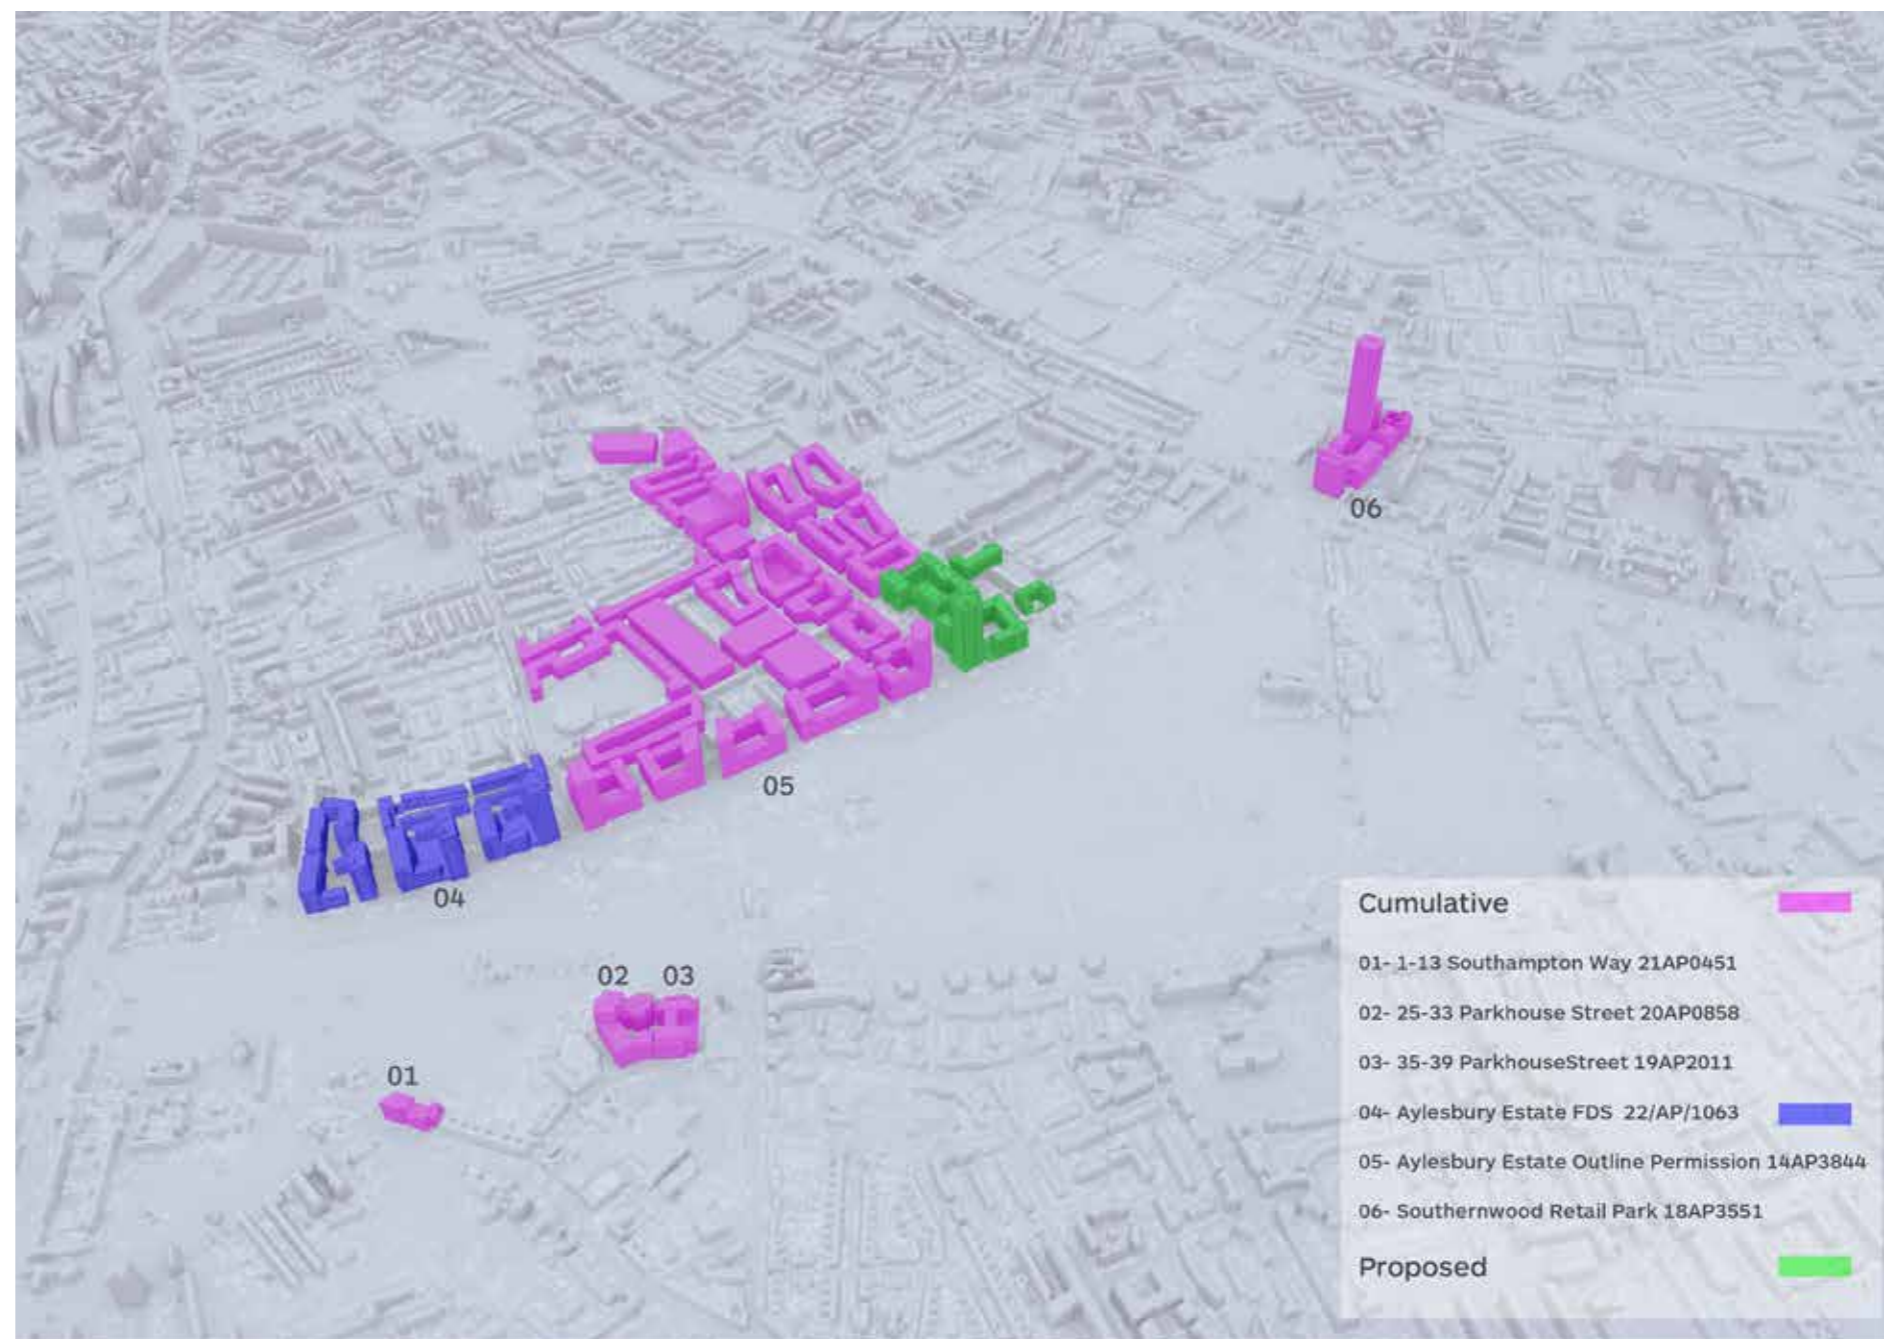 06
05
04
02 03
01
Cumulative
01- 1-13 Southampton Way 21AP0451
02- 25-33 Parkhouse Street 20AP0858
03- 35-39 ParkhouseStreet 19AP2011
04- Aylesbury Estate FDS 22/AP/1063
05- Aylesbury Estate Outline Permission 14AP3844
06- Southernwood Retail Park 18AP3551
Proposed